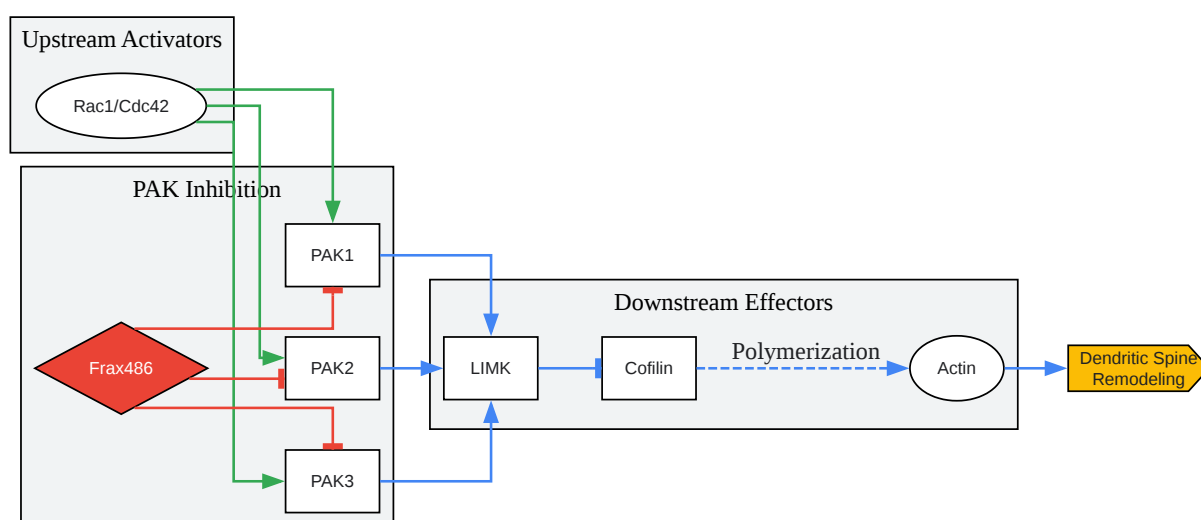 Upstream Activators
Rac1/Cdc42
PAK Inhibition
PAK1
Frax486
PAK2
PAK3
Downstream Effectors
LIMK
Cofilin
Polymerization
Actin
Dendritic Spine
Remodeling